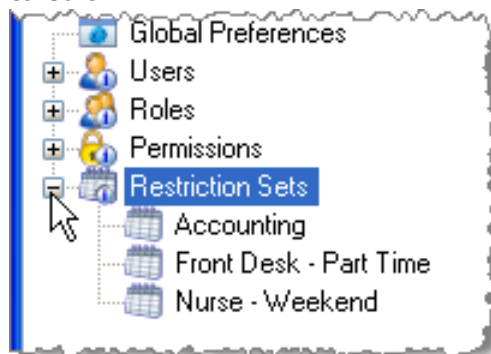 Global Preferences
Users
Roles
Permissions
Restriction Sets
Accounting
Front Desk - Part Time
Nurse - Weekend